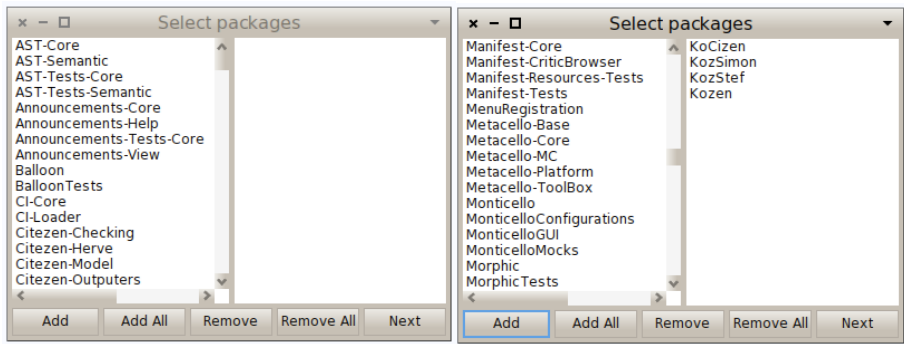 Select packages
AST-Core
AST-Semantic
AST-Tests-Core
AST-Tests-Semantic
Announcements-Core
Announcements-Help
Announcements-Tests-Core
Announcements-View
Balloon
BalloonTests
CI-Core
CI-Loader
Citezen-Checking
Citezen-Herve
Citezen-Model
Citezen-Outputers
Add
Add All
Remove
Remove All
Next
Select packages
Manifest-Core
Manifest-CriticBrowser
Manifest-Resources-Tests
Manifest-Tests
MenuRegistration
Metacello-Base
Metacello-Core
Metacello-MC
Metacello-Platform
Metacello-ToolBox
Monticello
MonticelloConfigurations
MonticelloGUI
MonticelloMocks
Morphic
MorphicTests
KoCizen
KozSimon
KozStef
Kozen
Add
Add All
Remove
Remove All
Next